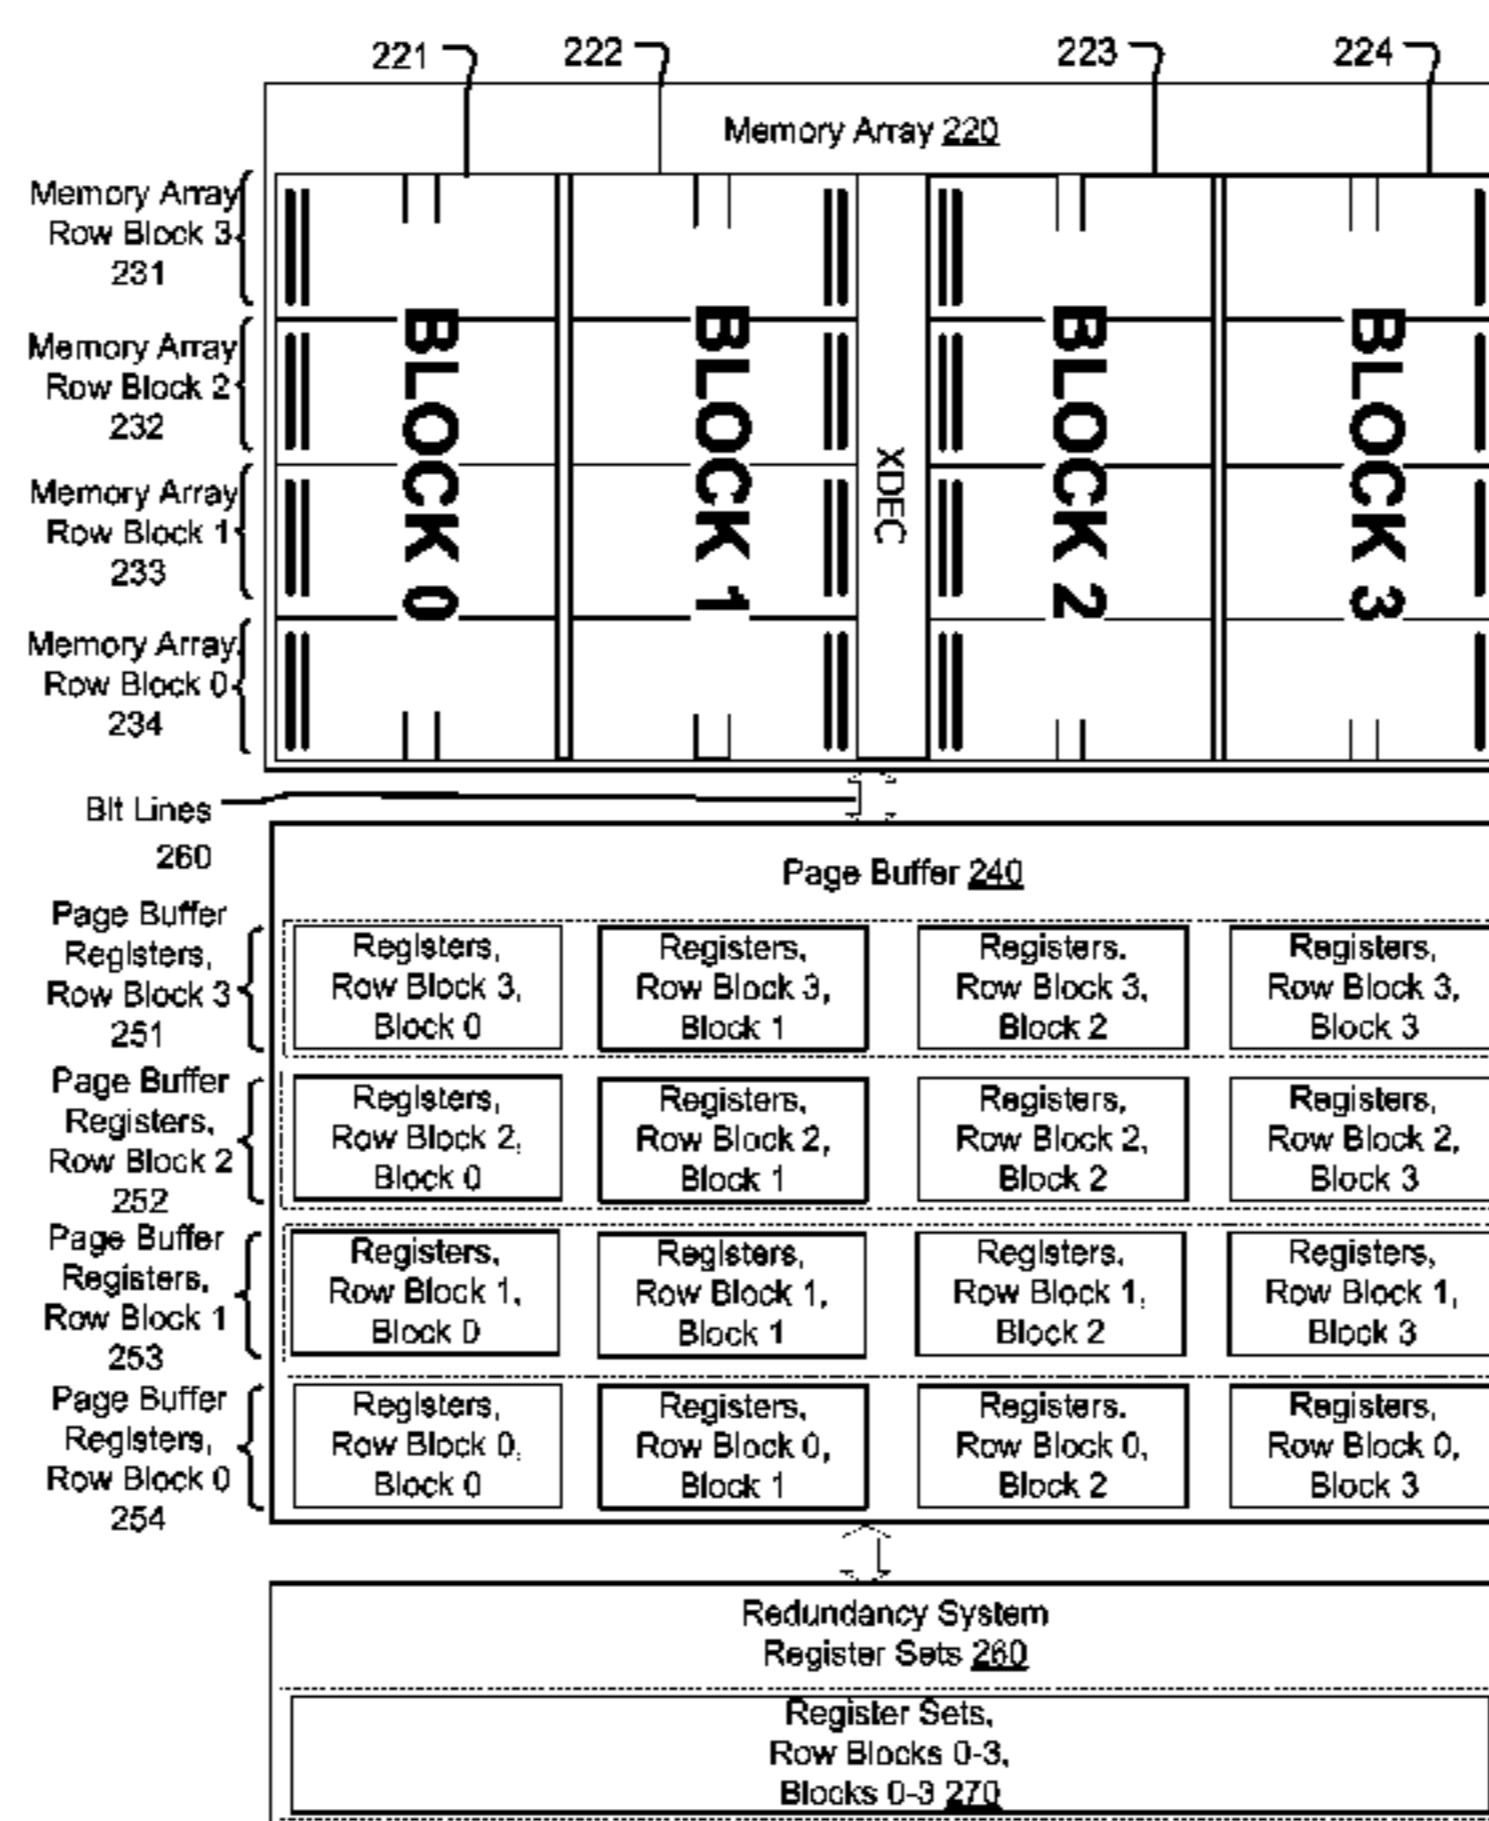 221
222
223
224
Memory Array 220
Memory Array
Row Block 3
231
Memory Array
Row Block 2
232
Memory Array
Row Block 1
233
Memory Array
Row Block 0
234
BLOCK 0
BLOCK 1
XDEC
BLOCK 2
BLOCK 3
Bit Lines
260
Page Buffer 240
Page Buffer
Registers,
Row Block 3
251
Registers,
Row Block 3,
Block 0
Registers,
Row Block 3,
Block 1
Registers,
Row Block 3,
Block 2
Registers,
Row Block 3,
Block 3
Page Buffer
Registers,
Row Block 2
252
Registers,
Row Block 2,
Block 0
Registers,
Row Block 2,
Block 1
Registers,
Row Block 2,
Block 2
Registers,
Row Block 2,
Block 3
Page Buffer
Registers,
Row Block 1
253
Registers,
Row Block 1,
Block 0
Registers,
Row Block 1,
Block 1
Registers,
Row Block 1,
Block 2
Registers,
Row Block 1,
Block 3
Page Buffer
Registers,
Row Block 0
254
Registers,
Row Block 0,
Block 0
Registers,
Row Block 0,
Block 1
Registers,
Row Block 0,
Block 2
Registers,
Row Block 0,
Block 3
Redundancy System
Register Sets 260
Register Sets,
Row Blocks 0-3,
Blocks 0-3 270